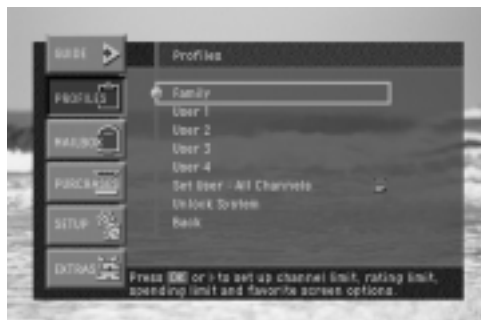 GUIDE
Profiles
PROFILES
MAILBOX
PURCHASES
SETUP
EXTRAS
Family
User 1
User 2
User 3
User 4
Set User - All Channels
Unlock System
Back
Press OK or › to set up channel limit, rating limit,
spending limit and favorite screen options.